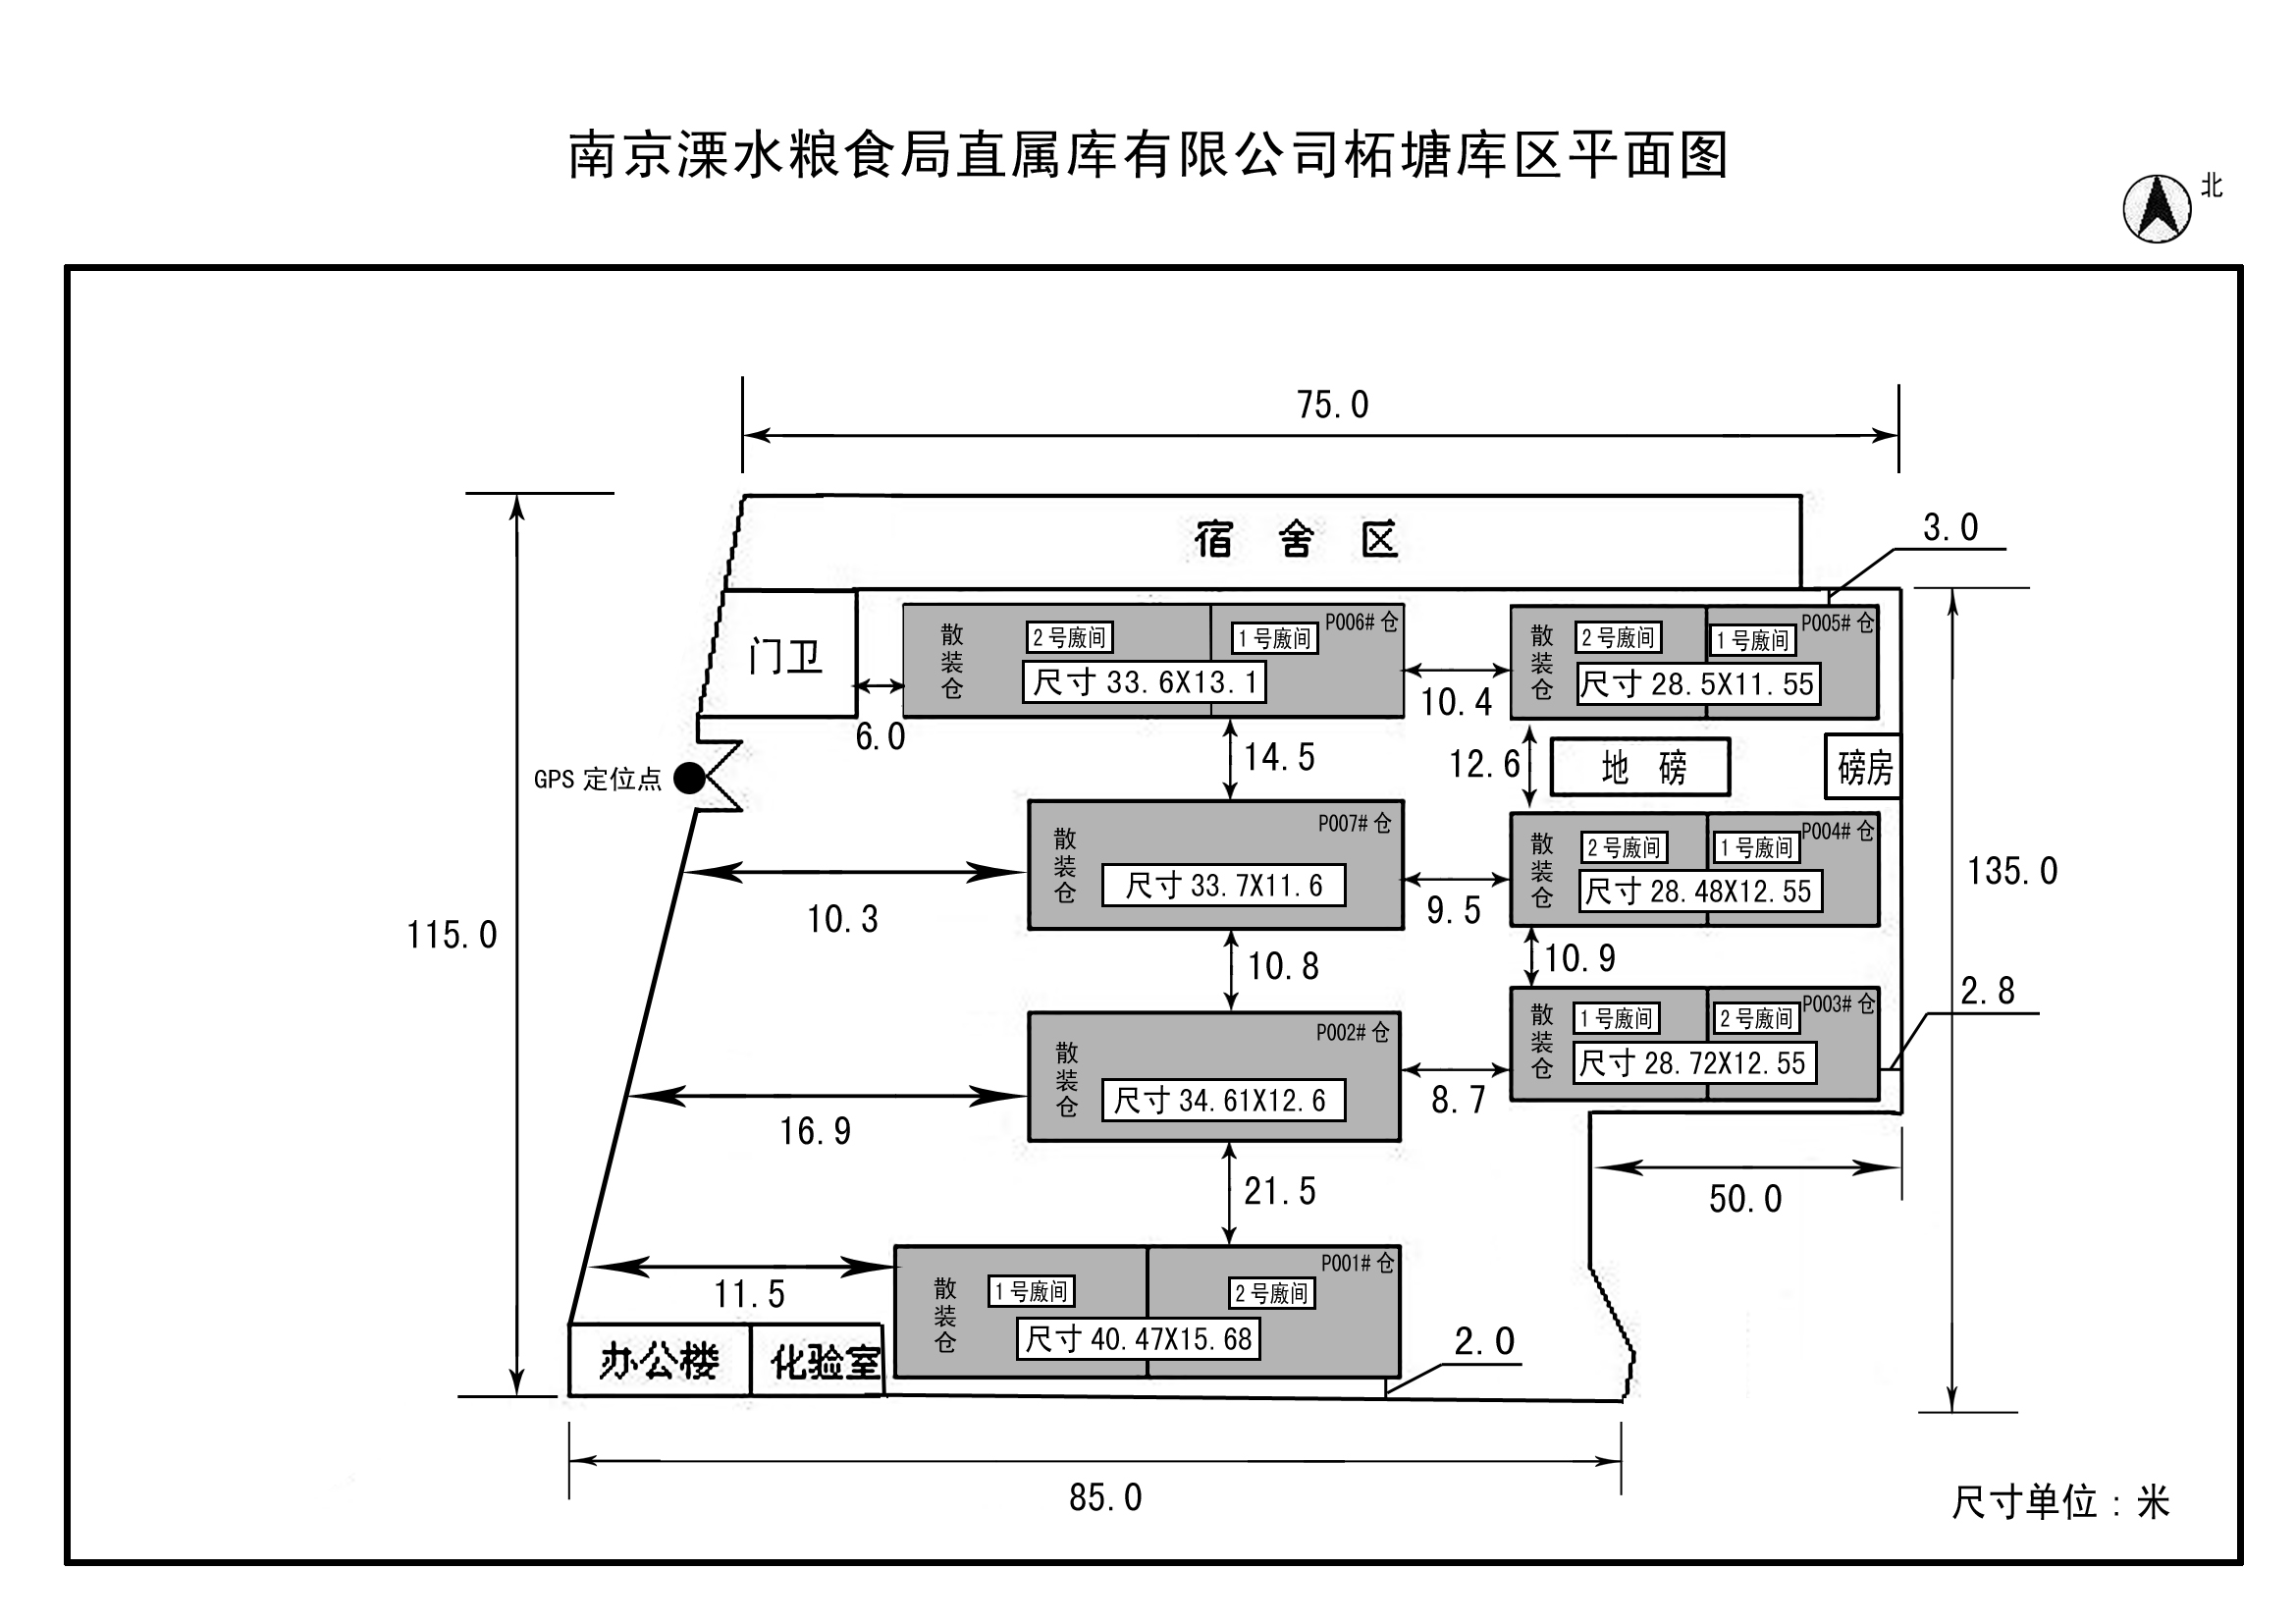 南京溧水粮食局直属库有限公司柘塘库区平面图
北
75.0
宿 舍 区
3.0
门卫
散装仓
2号廒间
1号廒间
P006#仓
尺寸 33.6X13.1
6.0
10.4
散装仓
2号廒间
1号廒间
P005#仓
尺寸 28.5X11.55
14.5
12.6
地 磅
磅房
GPS 定位点
散装仓
P007#仓
尺寸 33.7X11.6
10.3
9.5
散装仓
2号廒间
1号廒间
P004#仓
尺寸 28.48X12.55
135.0
115.0
10.8
10.9
2.8
散装仓
P002#仓
尺寸 34.61X12.6
16.9
8.7
散装仓
1号廒间
2号廒间
P003#仓
尺寸 28.72X12.55
50.0
21.5
11.5
散装仓
1号廒间
2号廒间
P001#仓
尺寸 40.47X15.68
办公楼
化验室
2.0
85.0
尺寸单位：米